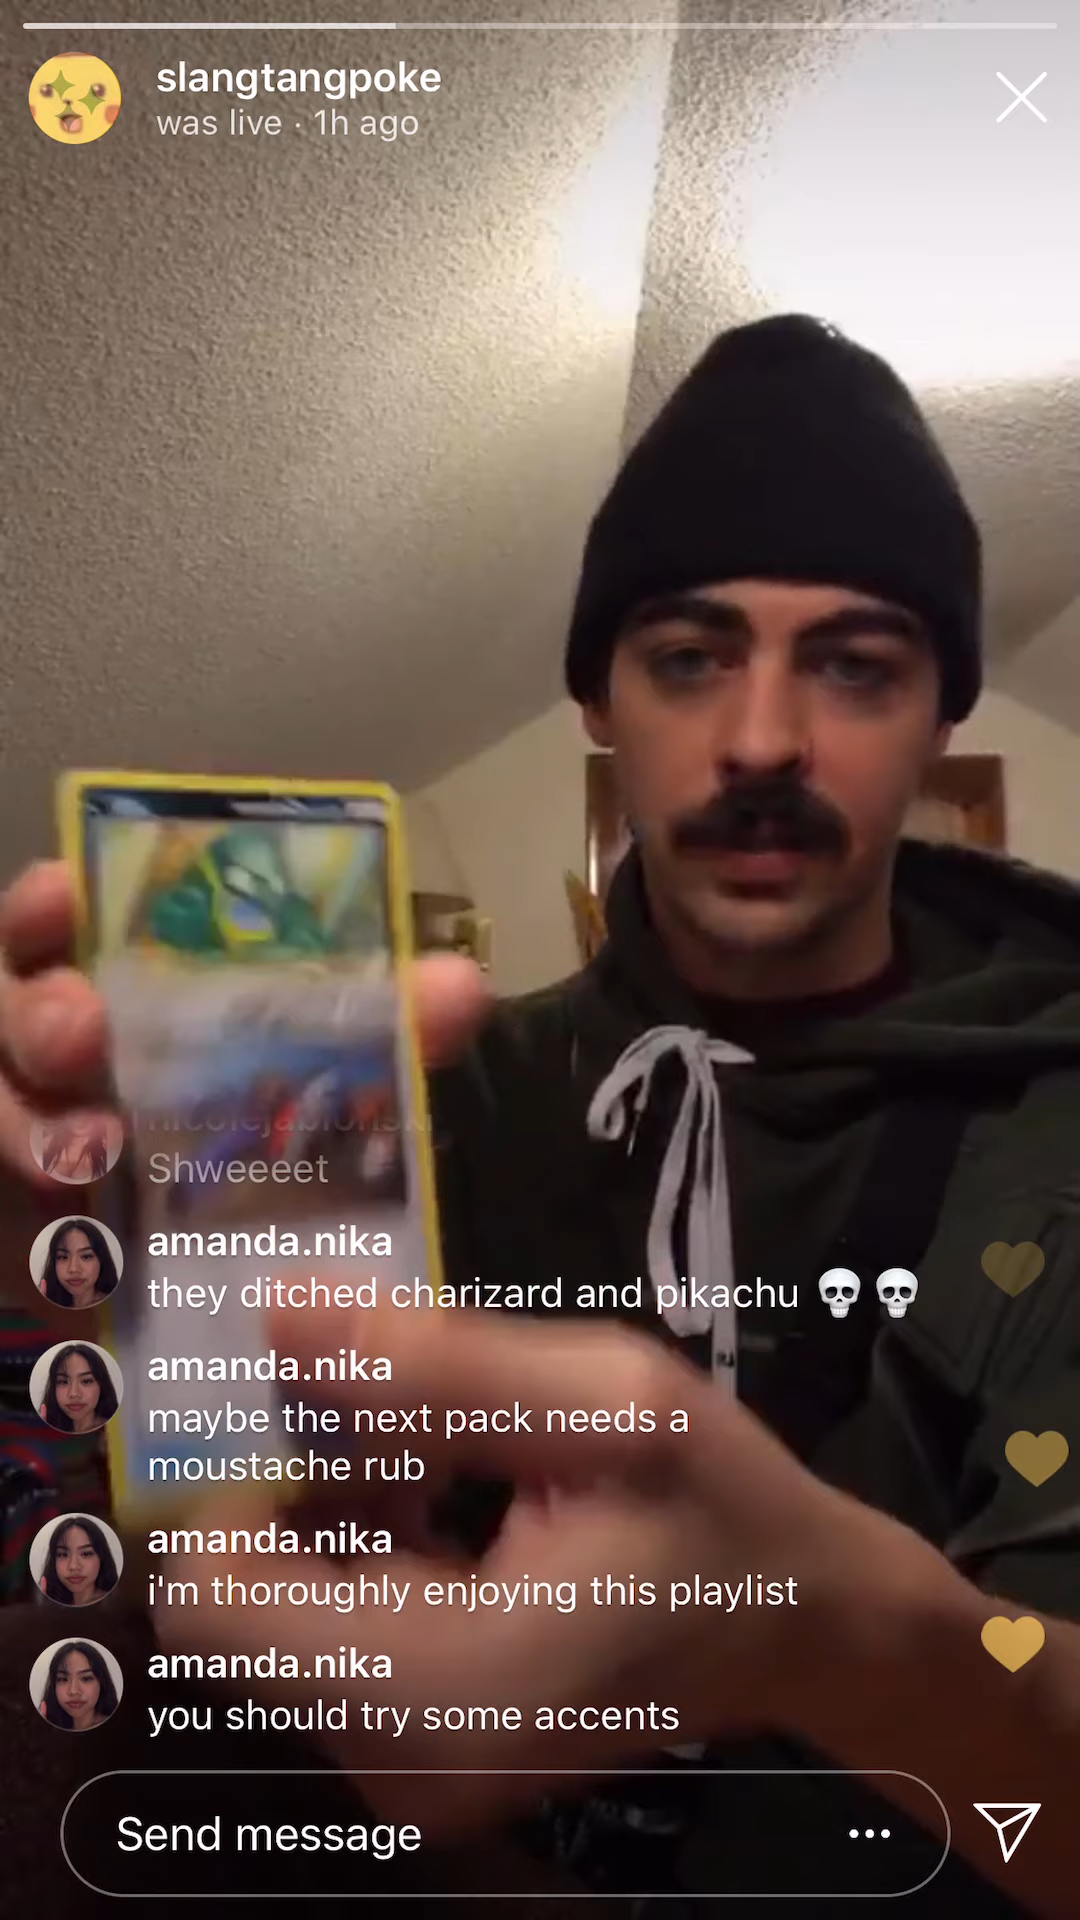 slangtangpoke
was live · 1h ago
nicolejablonski
Shweeeet
amanda.nika
they ditched charizard and pikachu 💀💀
amanda.nika
maybe the next pack needs a
moustache rub
amanda.nika
i'm thoroughly enjoying this playlist
amanda.nika
you should try some accents
Send message